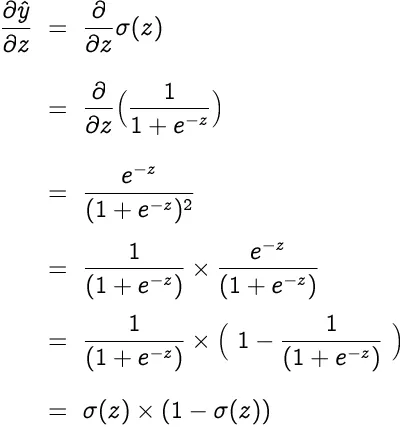 ∂ŷ/∂z = ∂/∂z σ(z)
= ∂/∂z (1/(1 + e^{−z}))
= e^{−z}/(1 + e^{−z})²
= 1/(1 + e^{−z}) × e^{−z}/(1 + e^{−z})
= 1/(1 + e^{−z}) × ( 1 − 1/(1 + e^{−z}) )
= σ(z) × (1 − σ(z))